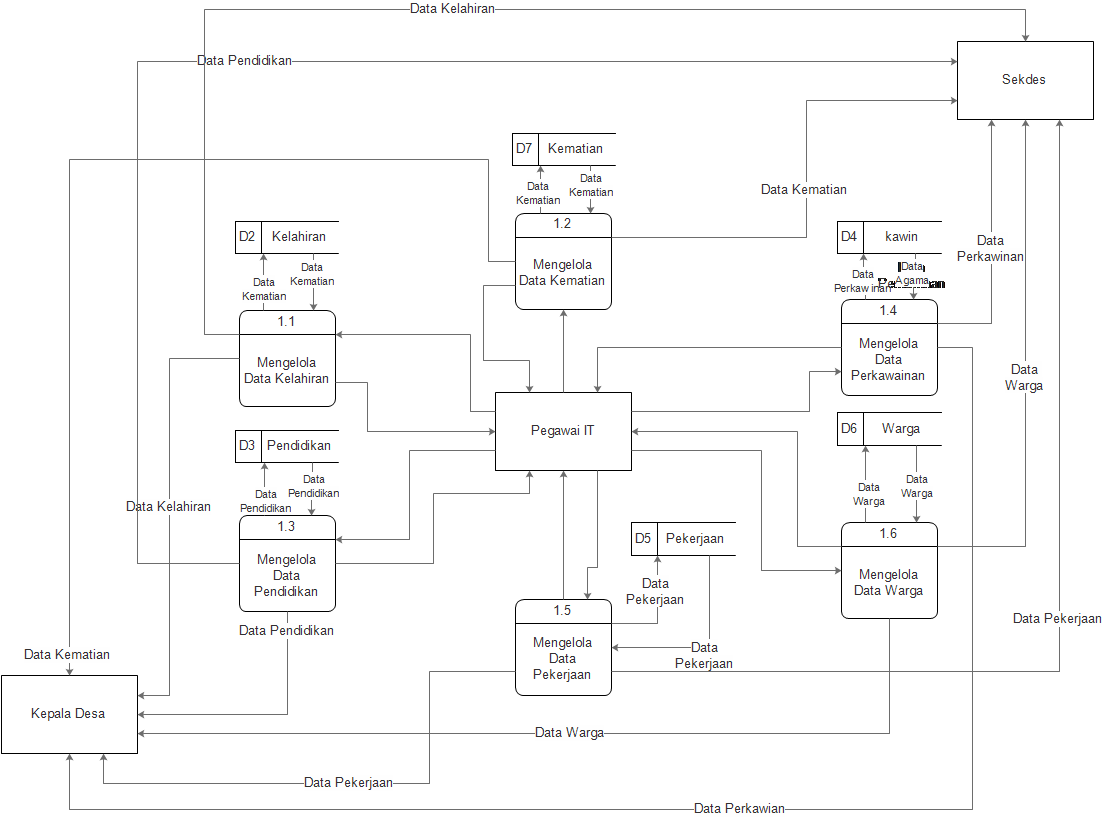 Data Kelahiran
Data Pendidikan
Sekdes
D7
Kematian
Data
Kematian
Data
Kematian
Data Kematian
1.2
Mengelola
Data Kematian
D2
Kelahiran
Data
Kematian
Data
Kematian
D4
kawin
Data
Perkawinan
Data
Perkawinan
Data
Agama
1.1
Mengelola
Data Kelahiran
1.4
Mengelola
Data
Perkawainan
Data
Warga
Pegawai IT
D3
Pendidikan
Data
Pendidikan
Data
Pendidikan
D6
Warga
Data
Warga
Data
Warga
Data Kelahiran
1.3
Mengelola
Data
Pendidikan
D5
Pekerjaan
Data
Pekerjaan
Data
Pekerjaan
1.6
Mengelola
Data Warga
1.5
Mengelola
Data
Pekerjaan
Data Pekerjaan
Data Pendidikan
Data Kematian
Kepala Desa
Data Warga
Data Pekerjaan
Data Perkawian